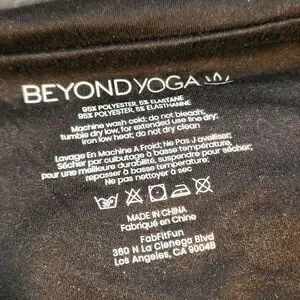 BEYOND YOGA
95% POLYESTER, 5% ELASTANE
95% POLYESTER, 5% ELASTHANNE
Machine wash cold; do not bleach;
tumble dry low, for extended use line dry;
iron low heat; do not dry clean
Lavage En Machine A Froid; Ne Pas Javelliser;
Sécher par culbutage à basse température,
pour une meilleure durabilité, suspendre pour sécher;
repasser à basse température;
Ne pas nettoyer à sec
MADE IN CHINA
Fabriqué en Chine
FabFitFun
360 N La Cienega Blvd
Los Angeles, CA 90048